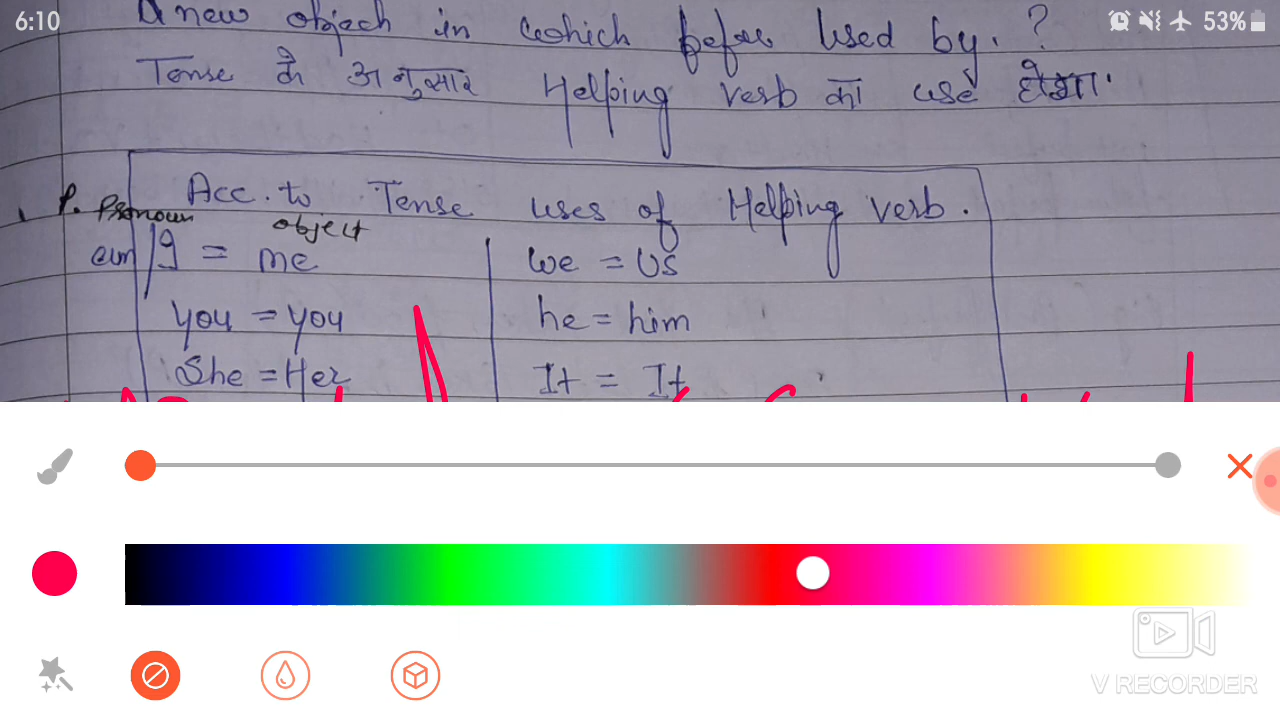 6:10 53%
A new object in which before used by. ?
Tense के अनुसार Helping verb का use होगा
Acc. to Tense uses of Helping verb.
P. Pronoun object
I = me we = us
you = you he = him
She = Her It = It
V RECORDER